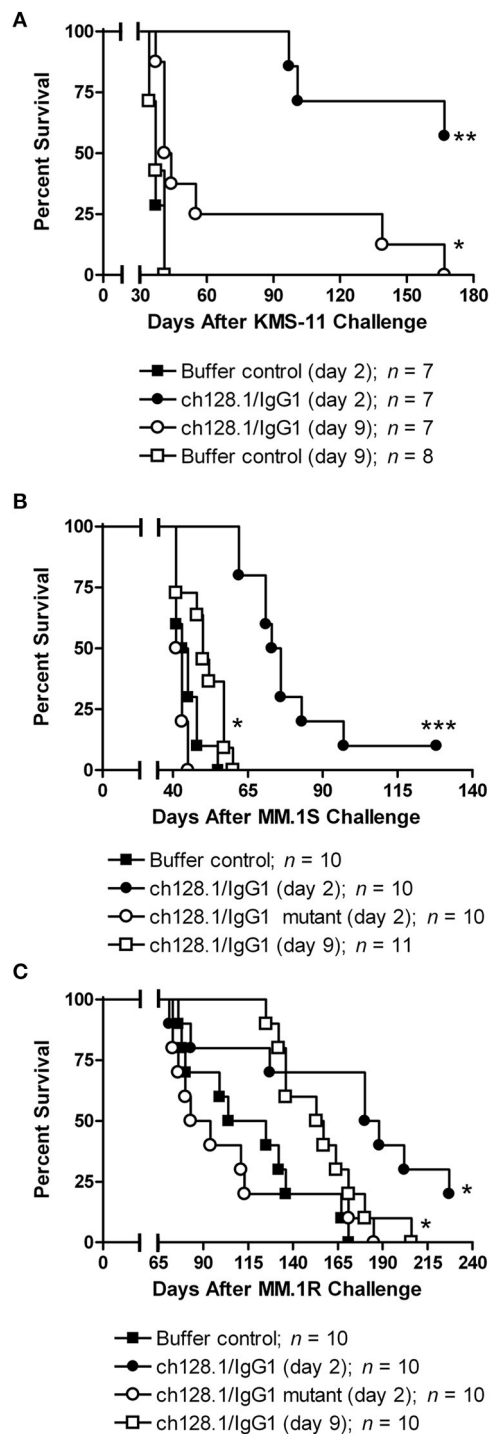 A
Percent Survival
100
75
50
25
0
0 30 60 90 120 150 180
**
*
Days After KMS-11 Challenge
Buffer control (day 2); n = 7
ch128.1/IgG1 (day 2); n = 7
ch128.1/IgG1 (day 9); n = 7
Buffer control (day 9); n = 8
B
Percent Survival
100
75
50
25
0
0 40 65 90 115 140
*
***
Days After MM.1S Challenge
Buffer control; n = 10
ch128.1/IgG1 (day 2); n = 10
ch128.1/IgG1 mutant (day 2); n = 10
ch128.1/IgG1 (day 9); n = 11
C
Percent Survival
100
75
50
25
0
0 65 90 115 140 165 190 215 240
*
*
Days After MM.1R Challenge
Buffer control; n = 10
ch128.1/IgG1 (day 2); n = 10
ch128.1/IgG1 mutant (day 2); n = 10
ch128.1/IgG1 (day 9); n = 10